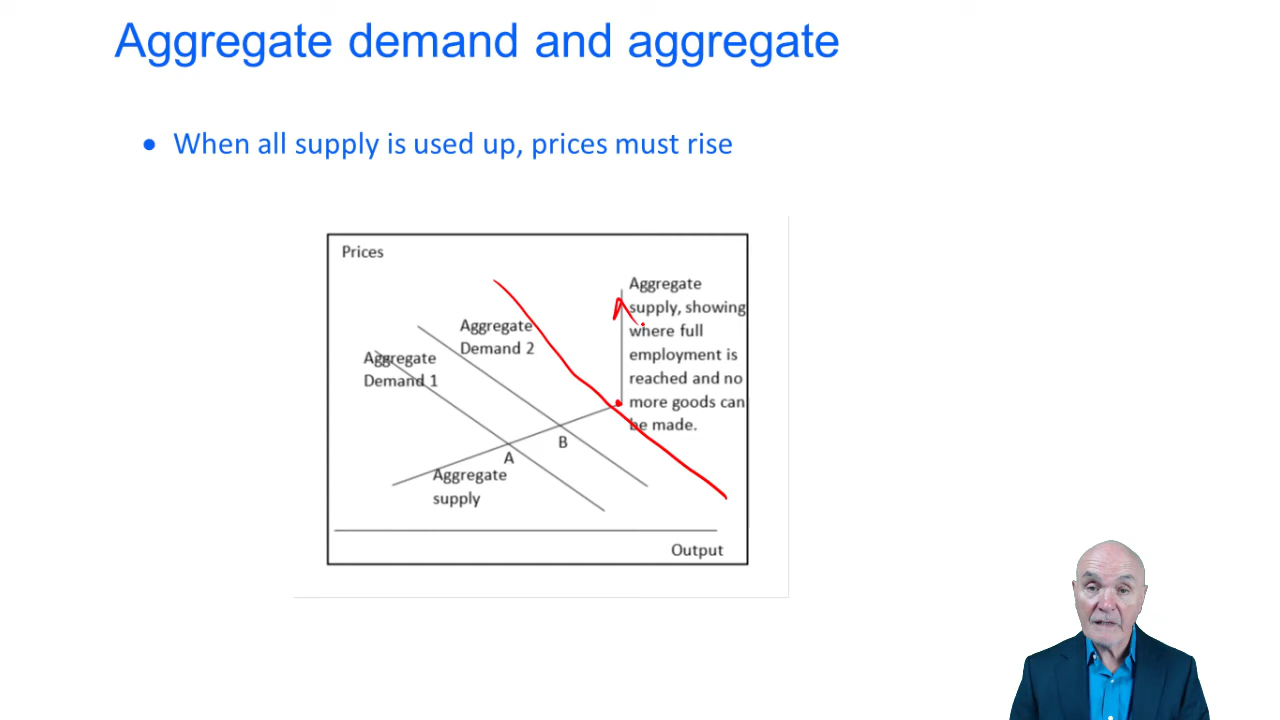 Aggregate demand and aggregate
• When all supply is used up, prices must rise
Prices
Aggregate
Demand 1
Aggregate
Demand 2
Aggregate
supply, showing
where full
employment is
reached and no
more goods can
be made.
A
B
Aggregate
supply
Output